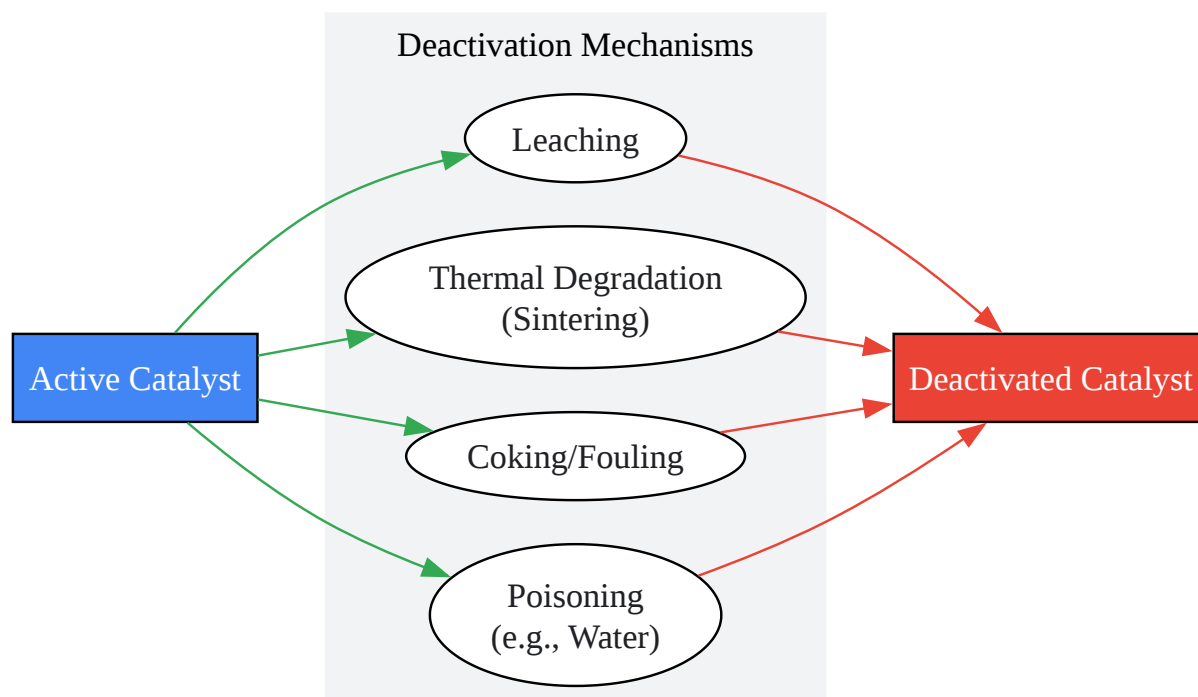 Deactivation Mechanisms
Leaching
Thermal Degradation
(Sintering)
Active Catalyst
Deactivated Catalyst
Coking/Fouling
Poisoning
(e.g., Water)